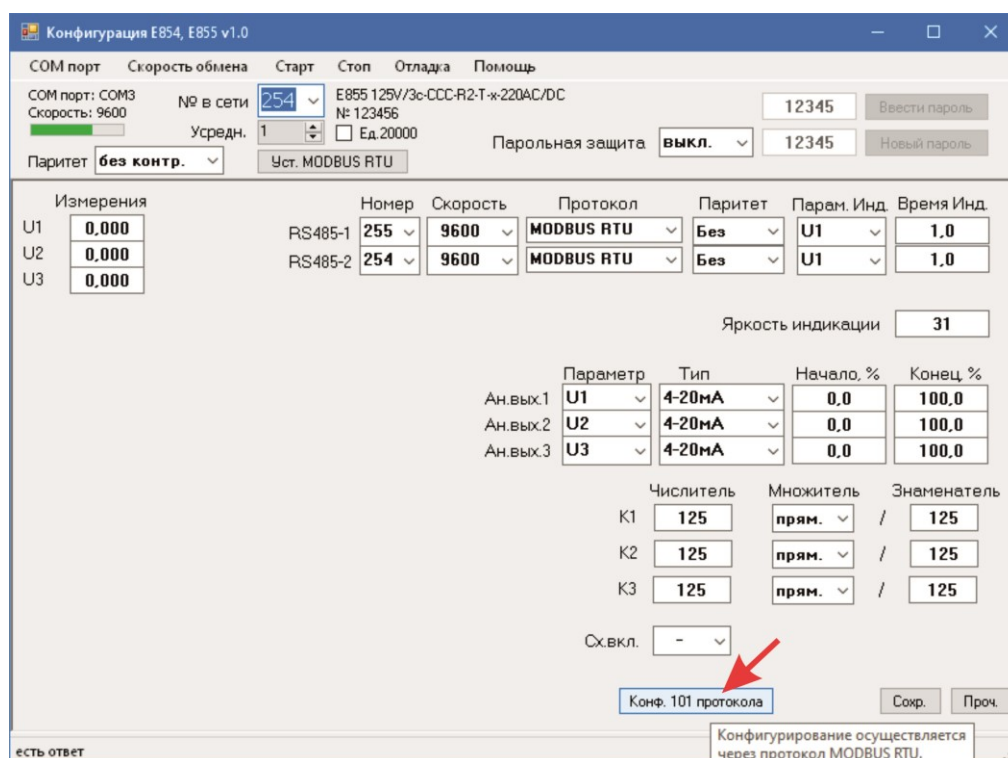 Конфигурация E854, E855 v1.0
COM порт Скорость обмена Старт Стоп Отладка Помощь
COM порт: COM3
Скорость: 9600
№ в сети 254
E855 125V/3c-CCC-R2-T-x-220AC/DC
№ 123456
Усредн. 1 Ед.20000
Паритет без контр. Уст. MODBUS RTU
Парольная защита выкл.
12345 Ввести пароль
12345 Новый пароль
Измерения
U1 0,000
U2 0,000
U3 0,000
Номер Скорость Протокол Паритет Парам. Инд. Время Инд.
RS485-1 255 9600 MODBUS RTU Без U1 1,0
RS485-2 254 9600 MODBUS RTU Без U1 1,0
Яркость индикации 31
Параметр Тип Начало, % Конец, %
Ан.вых.1 U1 4-20мА 0,0 100,0
Ан.вых.2 U2 4-20мА 0,0 100,0
Ан.вых.3 U3 4-20мА 0,0 100,0
Числитель Множитель Знаменатель
K1 125 прям. / 125
K2 125 прям. / 125
K3 125 прям. / 125
Сх.вкл. -
Конф. 101 протокола Сохр. Проч.
Конфигурирование осуществляется
через протокол MODBUS RTU.
есть ответ